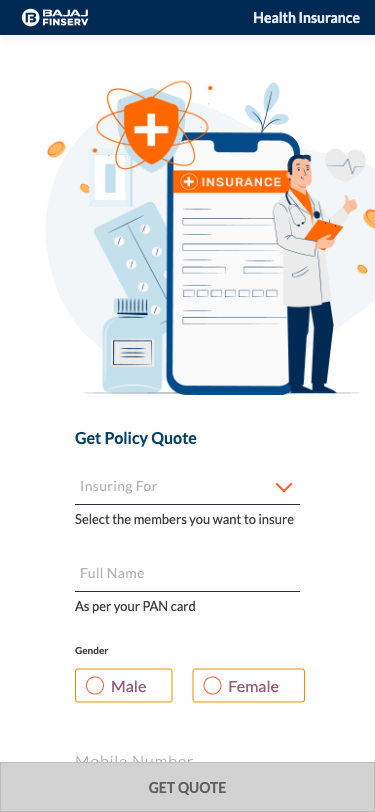 BAJAJ
FINSERV
Health Insurance
INSURANCE
Get Policy Quote
Insuring For
Select the members you want to insure
Full Name
As per your PAN card
Gender
Male
Female
Mobile Number
GET QUOTE